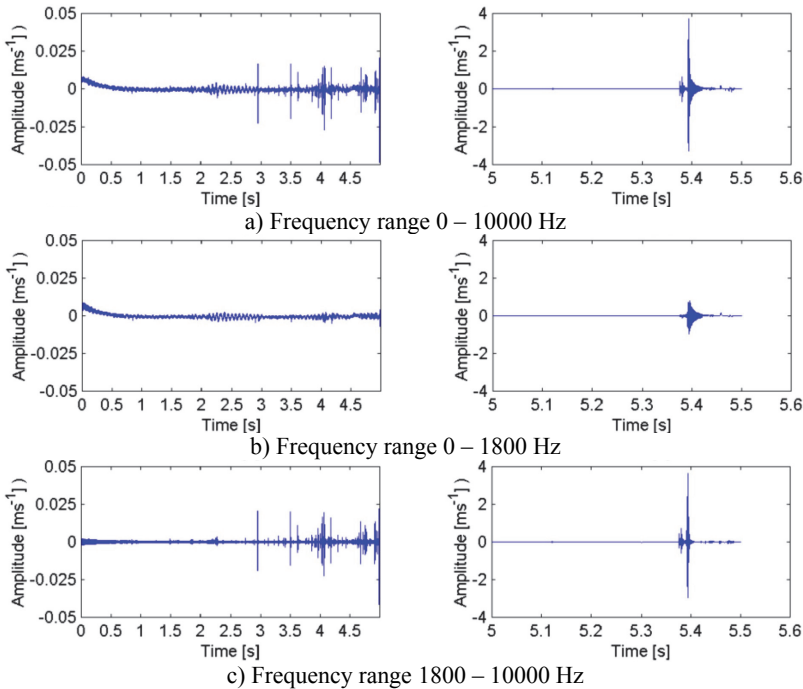 0.05
0.025
0
-0.025
0.05
Amplitude [ms⁻¹] )
0 0.5 1 1.5 2 2.5 3 3.5 4 4.5
Time [s]
4
2
0
-2
-4
Amplitude [ms⁻¹] )
5 5.1 5.2 5.3 5.4 5.5 5.6
Time [s]
a) Frequency range 0 – 10000 Hz
0.05
0.025
0
-0.025
-0.05
Amplitude [ms⁻¹] )
0 0.5 1 1.5 2 2.5 3 3.5 4 4.5
Time [s]
4
2
0
-2
-4
Amplitude [ms⁻¹] )
5 5.1 5.2 5.3 5.4 5.5 5.6
Time [s]
b) Frequency range 0 – 1800 Hz
0.05
0.025
0
-0.025
-0.05
Amplitude [ms⁻¹] )
0 0.5 1 1.5 2 2.5 3 3.5 4 4.5
Time [s]
4
2
0
-2
-4
Amplitude [ms⁻¹] )
5 5.1 5.2 5.3 5.4 5.5 5.6
Time [s]
c) Frequency range 1800 – 10000 Hz